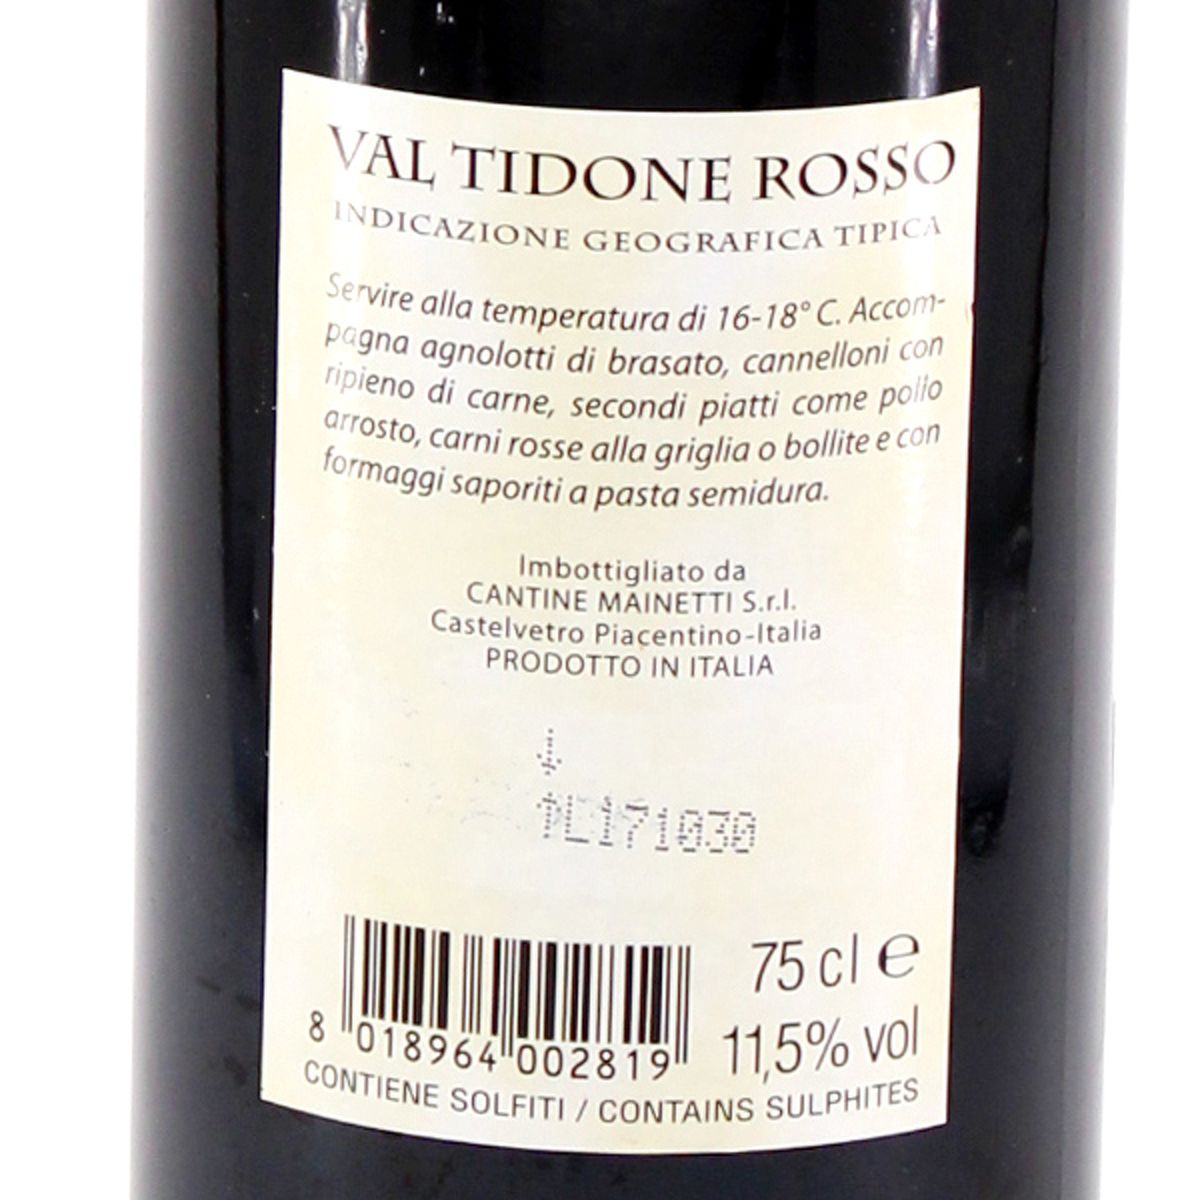 VAL TIDONE ROSSO
INDICAZIONE GEOGRAFICA TIPICA
Servire alla temperatura di 16-18° C. Accom-
pagna agnolotti di brasato, cannelloni con
ripieno di carne, secondi piatti come pollo
arrosto, carni rosse alla griglia o bollite e con
formaggi saporiti a pasta semidura.
Imbottigliato da
CANTINE MAINETTI S.r.l.
Castelvetro Piacentino-Italia
PRODOTTO IN ITALIA
75 cl e
11,5% vol
8 018964 002819
CONTIENE SOLFITI / CONTAINS SULPHITES